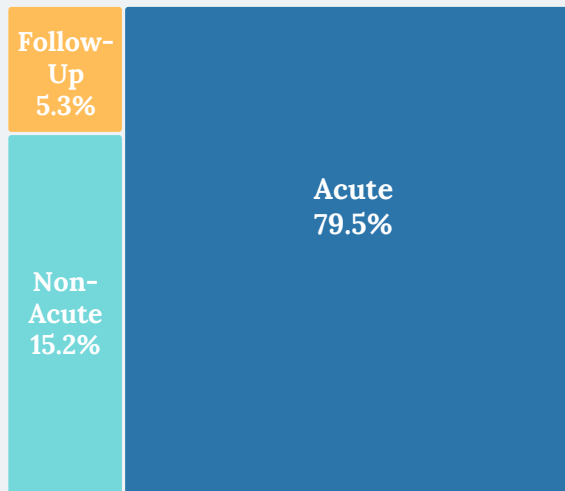 Follow-
Up
5.3%
Acute
79.5%
Non-
Acute
15.2%